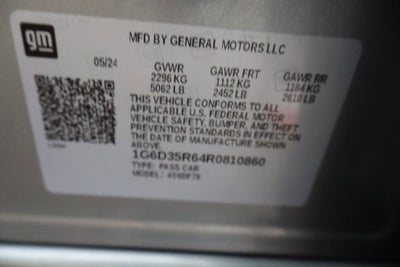 gm
MFD BY GENERAL MOTORS LLC
05/24
GVWR GAWR FRT GAWR RR
2296 KG 1112 KG 1184 KG
5062 LB 2452 LB 2610 LB
THIS VEHICLE CONFORMS TO ALL
APPLICABLE U.S. FEDERAL MOTOR
VEHICLE SAFETY, BUMPER, AND THEFT
PREVENTION STANDARDS IN EFFECT ON
THE DATE OF MANUFACTURE SHOWN
ABOVE.
1G6D35R64R0810860
TYPE: PASS CAR
MODEL: